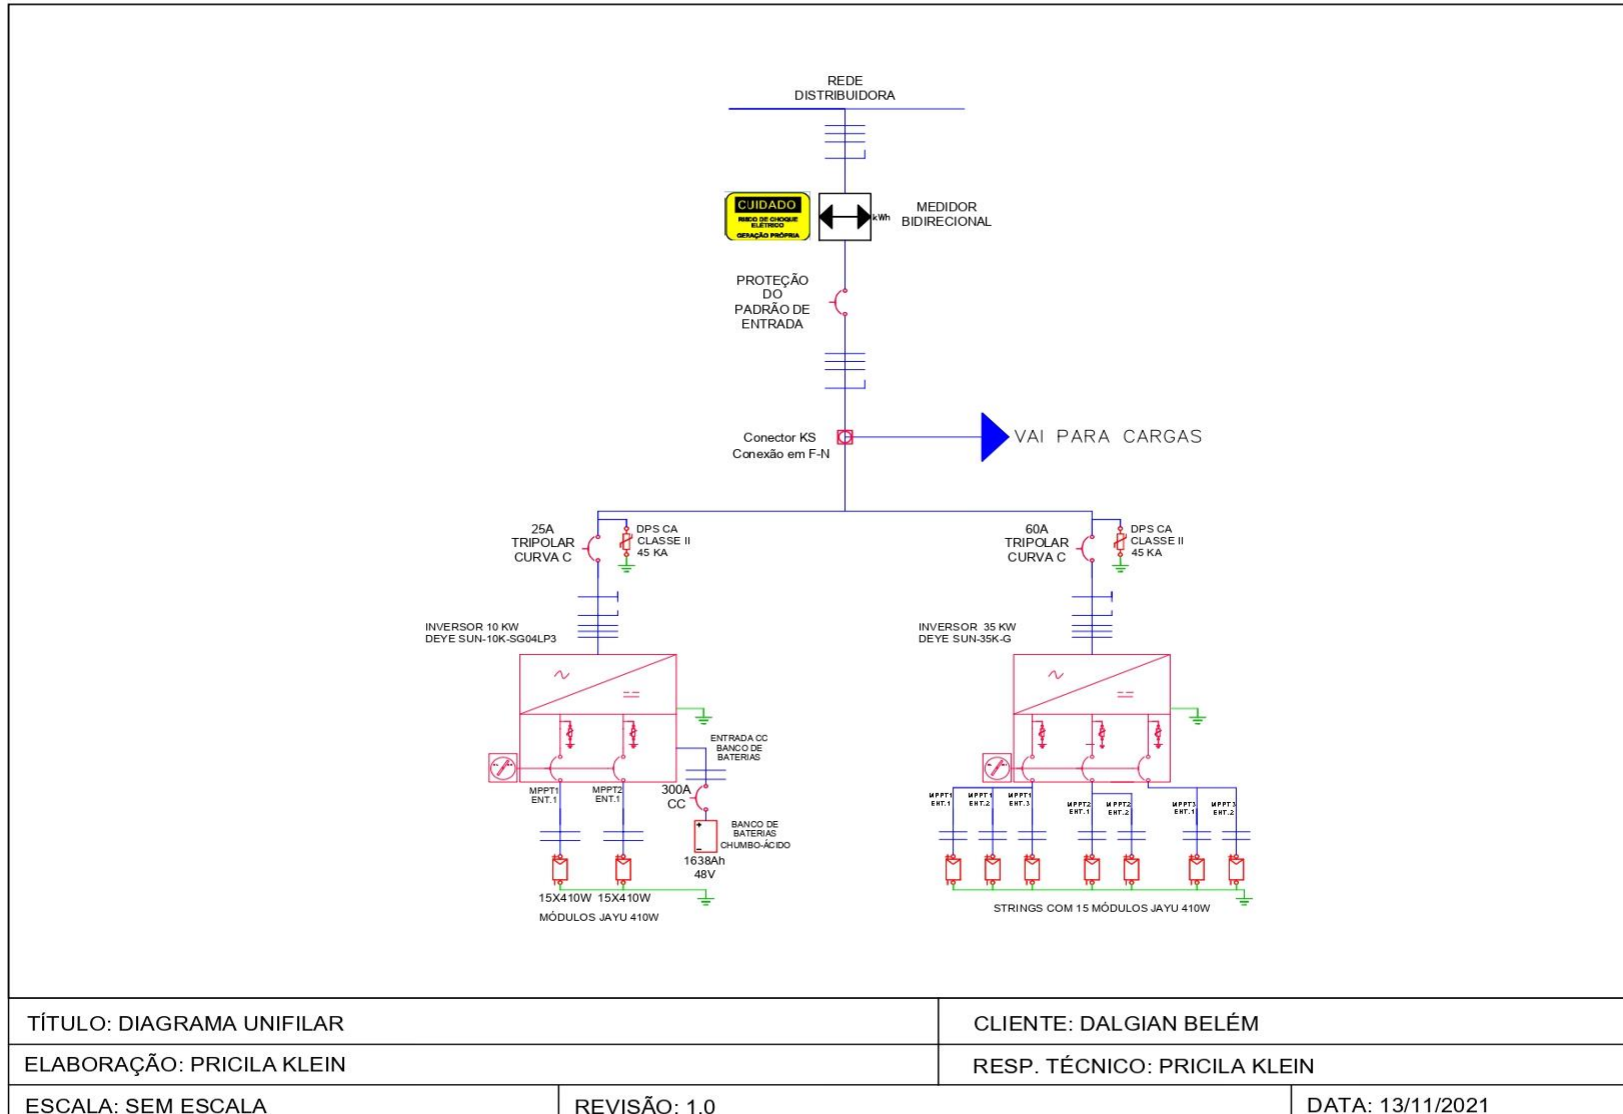 REDE
DISTRIBUIDORA
CUIDADO
RISCO DE CHOQUE
ELÉTRICO
GERAÇÃO PRÓPRIA
kWh
MEDIDOR
BIDIRECIONAL
PROTEÇÃO
DO
PADRÃO DE
ENTRADA
Conector KS
Conexão em F-N
VAI PARA CARGAS
25A
TRIPOLAR
CURVA C
DPS CA
CLASSE II
45 KA
60A
TRIPOLAR
CURVA C
DPS CA
CLASSE II
45 KA
INVERSOR 10 KW
DEYE SUN-10K-SG04LP3
INVERSOR 35 KW
DEYE SUN-35K-G
ENTRADA CC
BANCO DE
BATERIAS
MPPT1
ENT.1
MPPT2
ENT.1
300A
CC
BANCO DE
BATERIAS
CHUMBO-ÁCIDO
1638Ah
48V
15X410W 15X410W
MÓDULOS JAYU 410W
MPPT1
ENT.1
MPPT1
ENT.2
MPPT1
ENT.3
MPPT2
ENT.1
MPPT2
ENT.2
MPPT3
ENT.1
MPPT3
ENT.2
STRINGS COM 15 MÓDULOS JAYU 410W
TÍTULO: DIAGRAMA UNIFILAR
CLIENTE: DALGIAN BELÉM
ELABORAÇÃO: PRICILA KLEIN
RESP. TÉCNICO: PRICILA KLEIN
ESCALA: SEM ESCALA
REVISÃO: 1.0
DATA: 13/11/2021